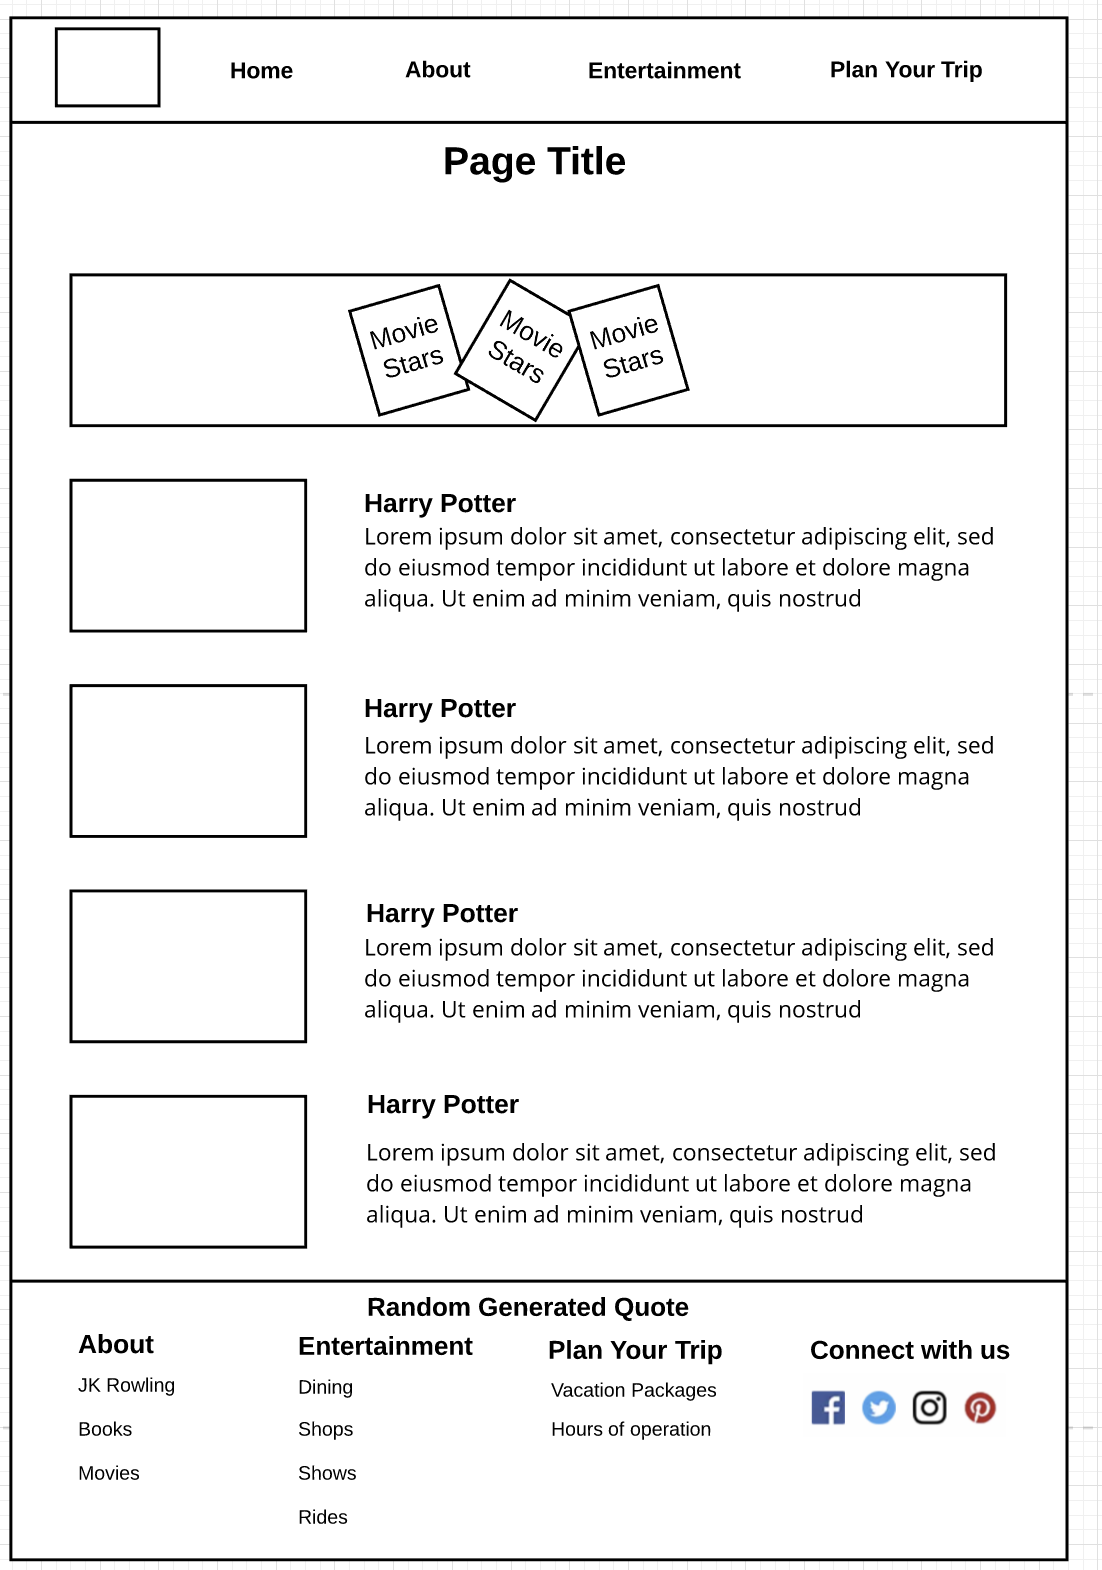 Home
About
Entertainment
Plan Your Trip
Page Title
Movie
Stars
Movie
Stars
Movie
Stars
Harry Potter
Lorem ipsum dolor sit amet, consectetur adipiscing elit, sed
do eiusmod tempor incididunt ut labore et dolore magna
aliqua. Ut enim ad minim veniam, quis nostrud
Harry Potter
Lorem ipsum dolor sit amet, consectetur adipiscing elit, sed
do eiusmod tempor incididunt ut labore et dolore magna
aliqua. Ut enim ad minim veniam, quis nostrud
Harry Potter
Lorem ipsum dolor sit amet, consectetur adipiscing elit, sed
do eiusmod tempor incididunt ut labore et dolore magna
aliqua. Ut enim ad minim veniam, quis nostrud
Harry Potter
Lorem ipsum dolor sit amet, consectetur adipiscing elit, sed
do eiusmod tempor incididunt ut labore et dolore magna
aliqua. Ut enim ad minim veniam, quis nostrud
Random Generated Quote
About
JK Rowling
Books
Movies
Entertainment
Dining
Shops
Shows
Rides
Plan Your Trip
Vacation Packages
Hours of operation
Connect with us